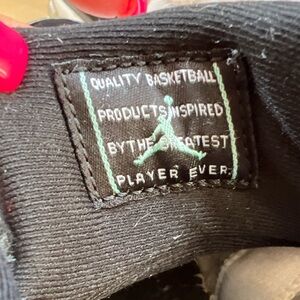 QUALITY BASKETBALL
PRODUCTS INSPIRED
BY THE GREATEST
PLAYER EVER.